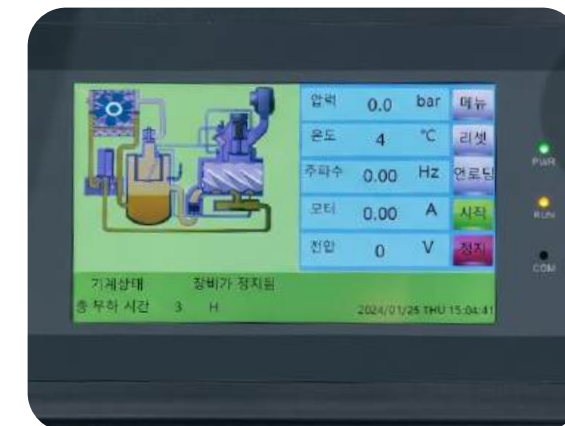 압력 0.0 bar 메뉴
온도 4 ℃ 리셋
주파수 0.00 Hz 언로딩
모터 0.00 A 시작
전압 0 V 정지
PWR
RUN
COM
기계상태 장비가 정지됨
총 부하 시간 3 H
2024/01/25 THU 15:04:41